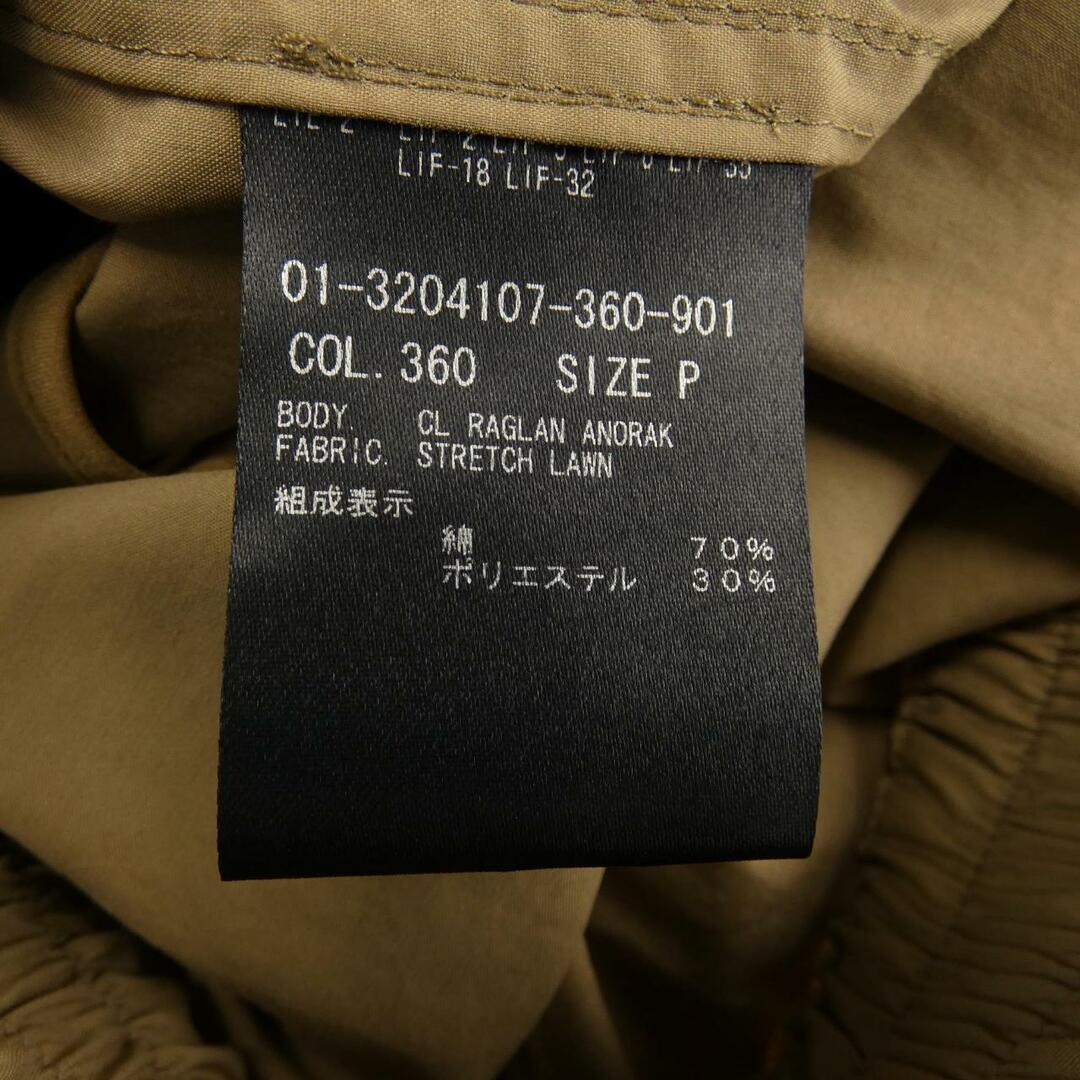 LIF-18 LIF-32
01-3204107-360-901
COL. 360 SIZE P
BODY. CL RAGLAN ANORAK
FABRIC. STRETCH LAWN
組成表示
綿 70%
ポリエステル 30%